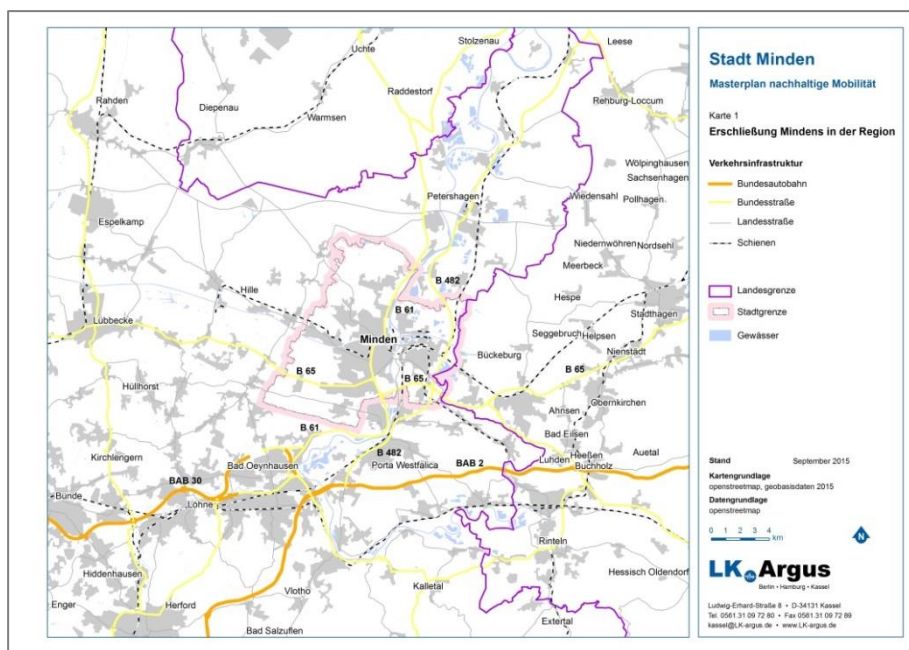 Uchte
Stolzenau
Leese
Raddestorf
Rahden
Diepenau
Warmsen
Rehburg-Loccum
Wölpinghausen
Sachsenhagen
Pollhagen
Petershagen
Wiedensahl
Espelkamp
Niedernwöhren
Nordsehl
Meerbeck
B 482
Hille
Hespe
B 61
Stadthagen
Lübbecke
Minden
Seggebruch
Helpsen
Nienstädt
Bückeburg
B 65
B 65
B 65
Hüllhorst
Obernkirchen
Ahnsen
B 61
Bad Eilsen
Kirchlengern
B 482
Luhden
Heeßen
Auetal
Bad Oeynhausen
Porta Westfalica
BAB 2
Buchholz
BAB 30
Bünde
Löhne
Rinteln
Hiddenhausen
Hessisch Oldendorf
Vlotho
Kalletal
Enger
Herford
Extertal
Bad Salzuflen
Stadt Minden
Masterplan nachhaltige Mobilität
Karte 1
Erschließung Mindens in der Region
Verkehrsinfrastruktur
Bundesautobahn
Bundesstraße
Landesstraße
Schienen
Landesgrenze
Stadtgrenze
Gewässer
Stand September 2015
Kartengrundlage
openstreetmap, geobasisdaten 2015
Datengrundlage
openstreetmap
0 1 2 3 4
km
N
LK Argus
Berlin • Hamburg • Kassel
Ludwig-Erhard-Straße 8 • D-34131 Kassel
Tel. 0561.31 09 72 80 • Fax 0561.31 09 72 89
kassel@LK-argus.de • www.LK-argus.de